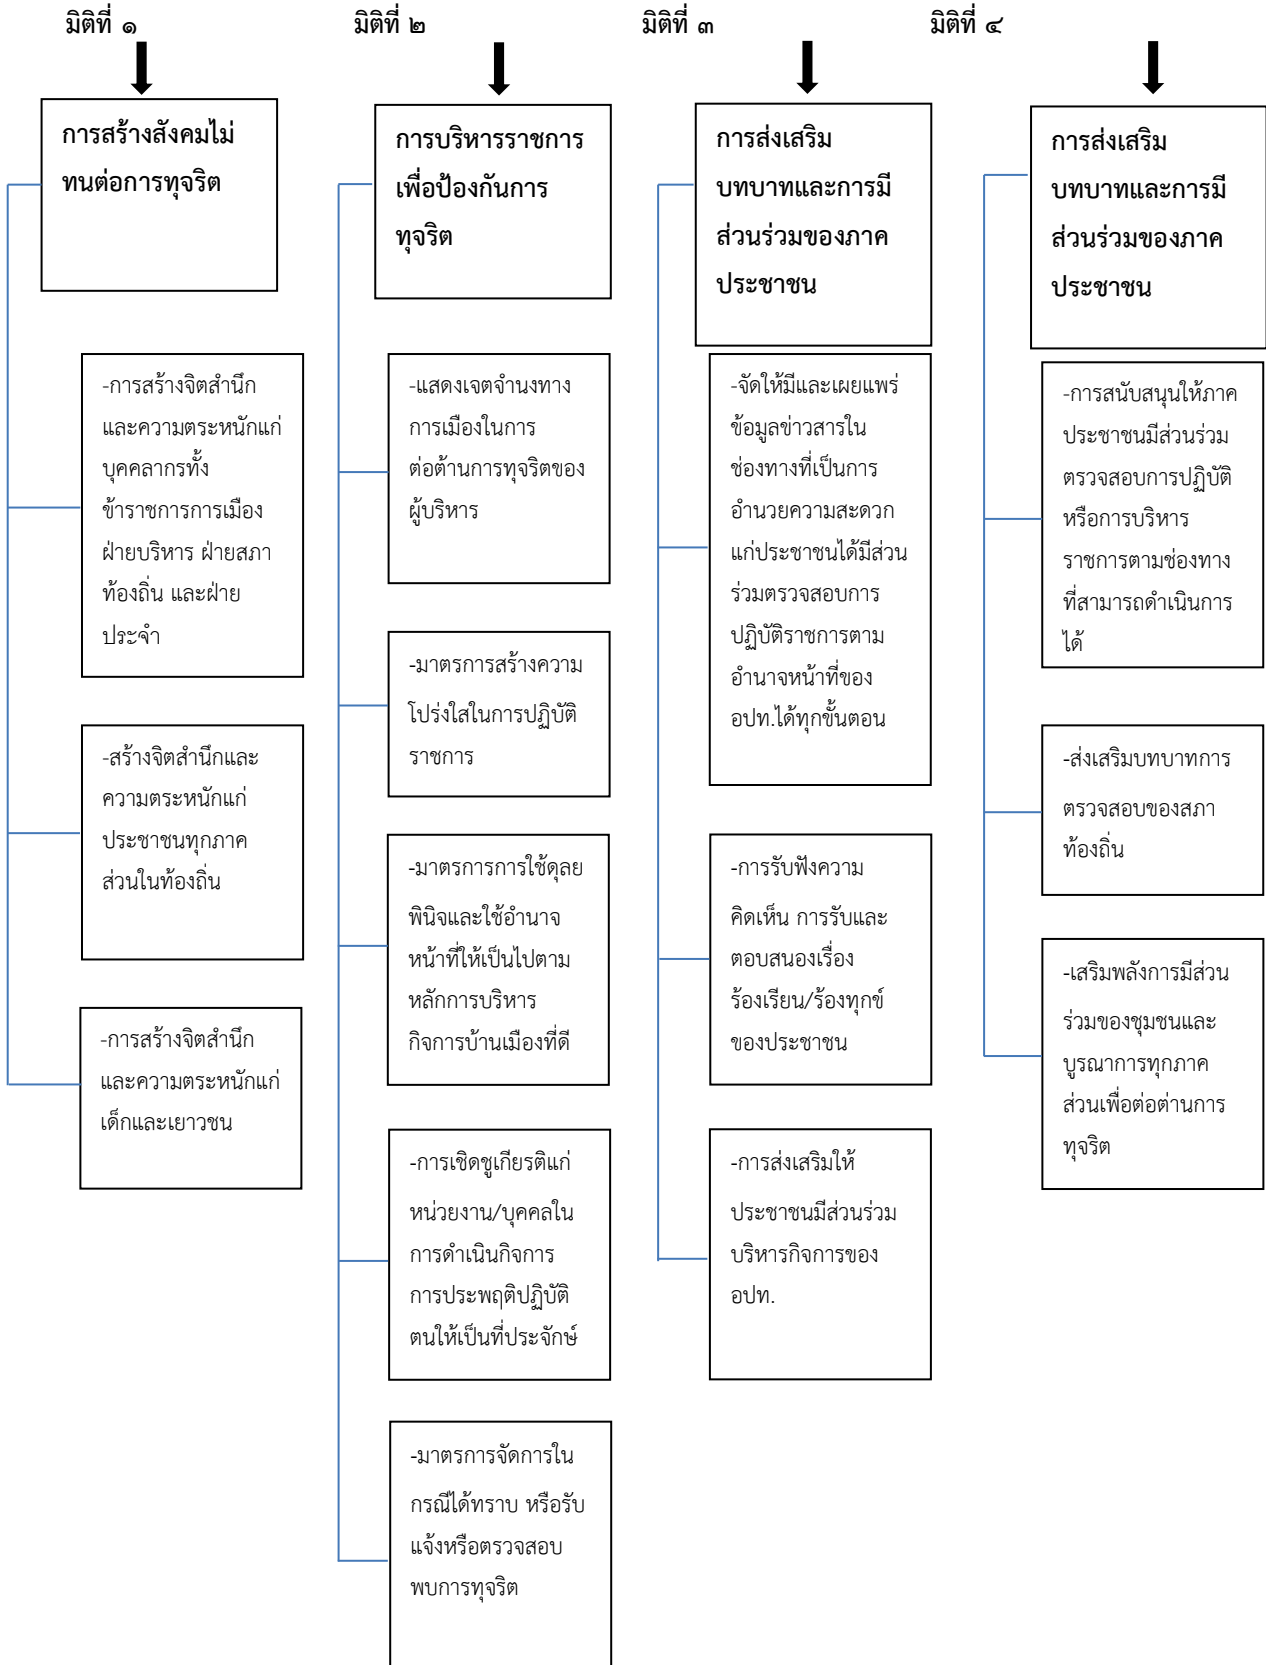 มิติที่ ๑
มิติที่ ๒
มิติที่ ๓
มิติที่ ๔
การสร้างสังคมไม่
ทนต่อการทุจริต
-การสร้างจิตสำนึก
และความตระหนักแก่
บุคคลากรทั้ง
ข้าราชการการเมือง
ฝ่ายบริหาร ฝ่ายสภา
ท้องถิ่น และฝ่าย
ประจำ
-สร้างจิตสำนึกและ
ความตระหนักแก่
ประชาชนทุกภาค
ส่วนในท้องถิ่น
-การสร้างจิตสำนึก
และความตระหนักแก่
เด็กและเยาวชน
การบริหารราชการ
เพื่อป้องกันการ
ทุจริต
-แสดงเจตจำนงทาง
การเมืองในการ
ต่อต้านการทุจริตของ
ผู้บริหาร
-มาตรการสร้างความ
โปร่งใสในการปฏิบัติ
ราชการ
-มาตรการการใช้ดุลย
พินิจและใช้อำนาจ
หน้าที่ให้เป็นไปตาม
หลักการบริหาร
กิจการบ้านเมืองที่ดี
-การเชิดชูเกียรติแก่
หน่วยงาน/บุคคลใน
การดำเนินกิจการ
การประพฤติปฏิบัติ
ตนให้เป็นที่ประจักษ์
-มาตรการจัดการใน
กรณีได้ทราบ หรือรับ
แจ้งหรือตรวจสอบ
พบการทุจริต
การส่งเสริม
บทบาทและการมี
ส่วนร่วมของภาค
ประชาชน
-จัดให้มีและเผยแพร่
ข้อมูลข่าวสารใน
ช่องทางที่เป็นการ
อำนวยความสะดวก
แก่ประชาชนได้มีส่วน
ร่วมตรวจสอบการ
ปฏิบัติราชการตาม
อำนาจหน้าที่ของ
อปท.ได้ทุกขั้นตอน
-การรับฟังความ
คิดเห็น การรับและ
ตอบสนองเรื่อง
ร้องเรียน/ร้องทุกข์
ของประชาชน
-การส่งเสริมให้
ประชาชนมีส่วนร่วม
บริหารกิจการของ
อปท.
การส่งเสริม
บทบาทและการมี
ส่วนร่วมของภาค
ประชาชน
-การสนับสนุนให้ภาค
ประชาชนมีส่วนร่วม
ตรวจสอบการปฏิบัติ
หรือการบริหาร
ราชการตามช่องทาง
ที่สามารถดำเนินการ
ได้
-ส่งเสริมบทบาทการ
ตรวจสอบของสภา
ท้องถิ่น
-เสริมพลังการมีส่วน
ร่วมของชุมชนและ
บูรณาการทุกภาค
ส่วนเพื่อต่อต่านการ
ทุจริต